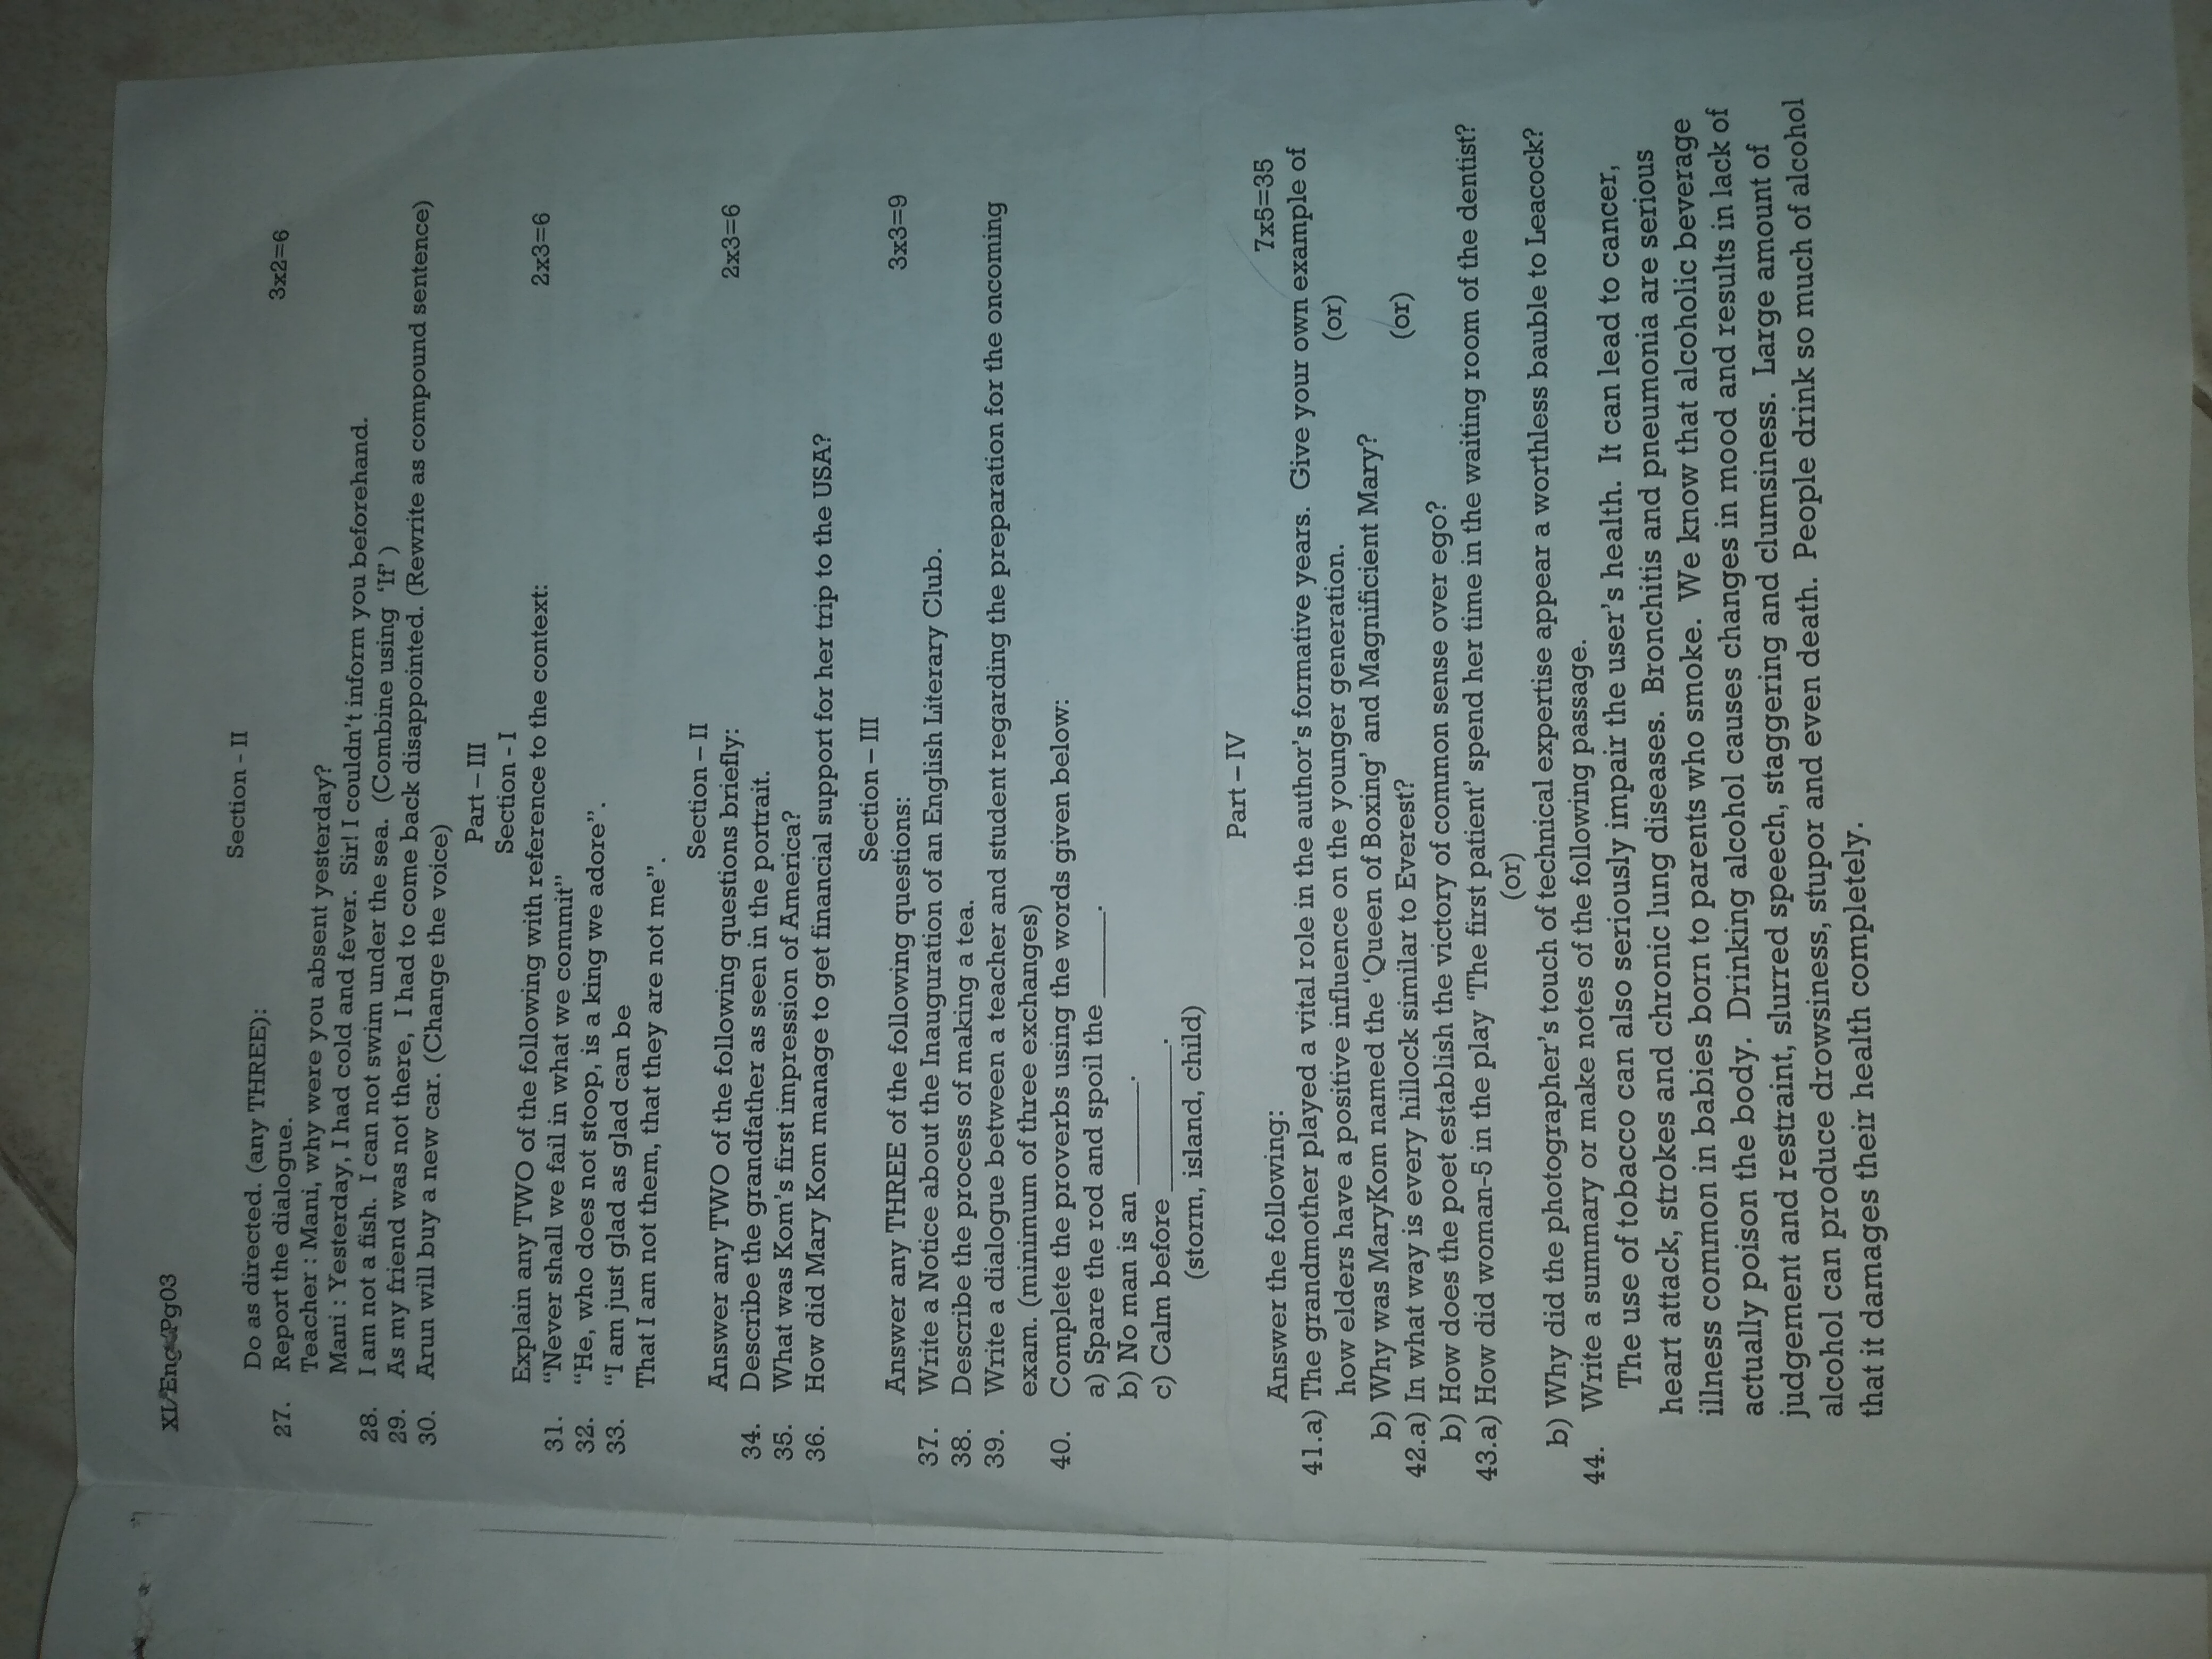 XI/Eng/Pg03
Section - II
Do as directed. (any THREE):
3x2=6
27. Report the dialogue.
Teacher : Mani, why were you absent yesterday?
Mani : Yesterday, I had cold and fever. Sir! I couldn't inform you beforehand.
28. I am not a fish. I can not swim under the sea. (Combine using 'If' )
29. As my friend was not there, I had to come back disappointed. (Rewrite as compound sentence)
30. Arun will buy a new car. (Change the voice)
Part – III
Section - I
Explain any TWO of the following with reference to the context: 2x3=6
31. "Never shall we fail in what we commit"
32. "He, who does not stoop, is a king we adore".
33. "I am just glad as glad can be
That I am not them, that they are not me".
Section – II
Answer any TWO of the following questions briefly: 2x3=6
34. Describe the grandfather as seen in the portrait.
35. What was Kom's first impression of America?
36. How did Mary Kom manage to get financial support for her trip to the USA?
Section – III
Answer any THREE of the following questions: 3x3=9
37. Write a Notice about the Inauguration of an English Literary Club.
38. Describe the process of making a tea.
39. Write a dialogue between a teacher and student regarding the preparation for the oncoming
exam. (minimum of three exchanges)
40. Complete the proverbs using the words given below:
a) Spare the rod and spoil the ______.
b) No man is an _______.
c) Calm before __________.
(storm, island, child)
Part – IV
Answer the following: 7x5=35
41.a) The grandmother played a vital role in the author's formative years. Give your own example of
how elders have a positive influence on the younger generation. (or)
b) Why was MaryKom named the 'Queen of Boxing' and Magnificient Mary?
42.a) In what way is every hillock similar to Everest? (or)
b) How does the poet establish the victory of common sense over ego?
43.a) How did woman-5 in the play 'The first patient' spend her time in the waiting room of the dentist?
(or)
b) Why did the photographer's touch of technical expertise appear a worthless bauble to Leacock?
44. Write a summary or make notes of the following passage.
The use of tobacco can also seriously impair the user's health. It can lead to cancer,
heart attack, strokes and chronic lung diseases. Bronchitis and pneumonia are serious
illness common in babies born to parents who smoke. We know that alcoholic beverage
actually poison the body. Drinking alcohol causes changes in mood and results in lack of
judgement and restraint, slurred speech, staggering and clumsiness. Large amount of
alcohol can produce drowsiness, stupor and even death. People drink so much of alcohol
that it damages their health completely.